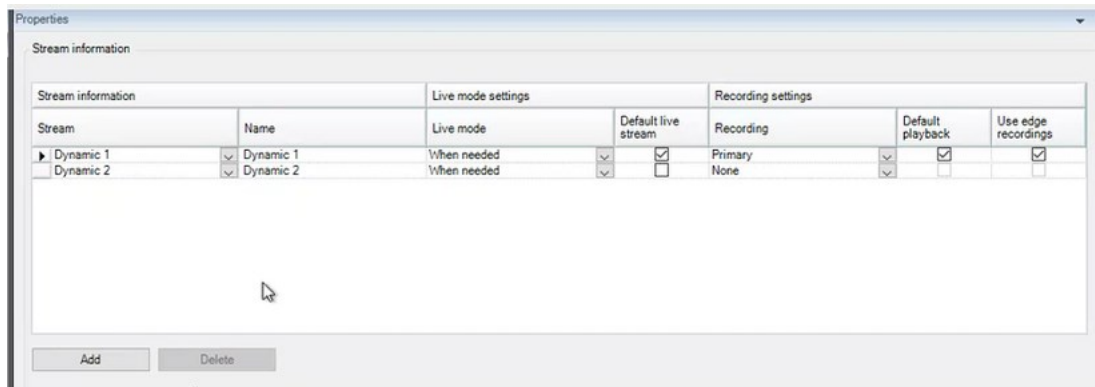 Properties
Stream information
Stream information Live mode settings Recording settings
Stream Name Live mode Default live stream Recording Default playback Use edge recordings
Dynamic 1 Dynamic 1 When needed Primary
Dynamic 2 Dynamic 2 When needed None
Add Delete